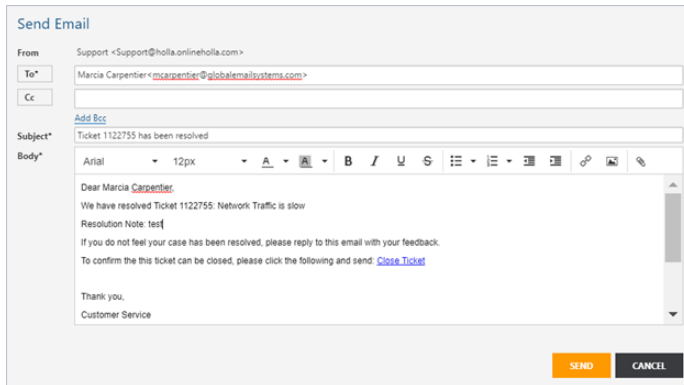 Send Email
From Support <Support@holla.onlineholla.com>
To* Marcia Carpentier<mcarpentier@globalemailsystems.com>
Cc
Add Bcc
Subject* Ticket 1122755 has been resolved
Body* Arial 12px A A B I U S
Dear Marcia Carpentier,
We have resolved Ticket 1122755: Network Traffic is slow
Resolution Note: test
If you do not feel your case has been resolved, please reply to this email with your feedback.
To confirm the this ticket can be closed, please click the following and send: Close Ticket
Thank you,
Customer Service
SEND CANCEL